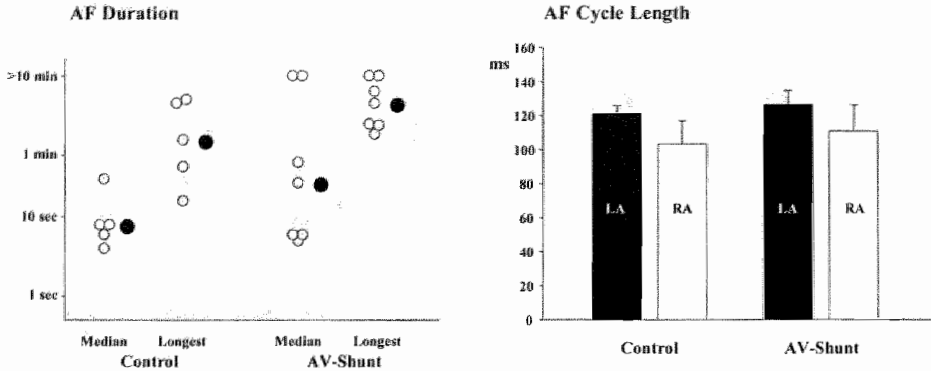 AF Duration
>10 min
1 min
10 sec
1 sec
Median Longest Median Longest
Control AV-Shunt
AF Cycle Length
ms
160
140
120
100
80
60
40
20
0
LA RA LA RA
Control AV-Shunt